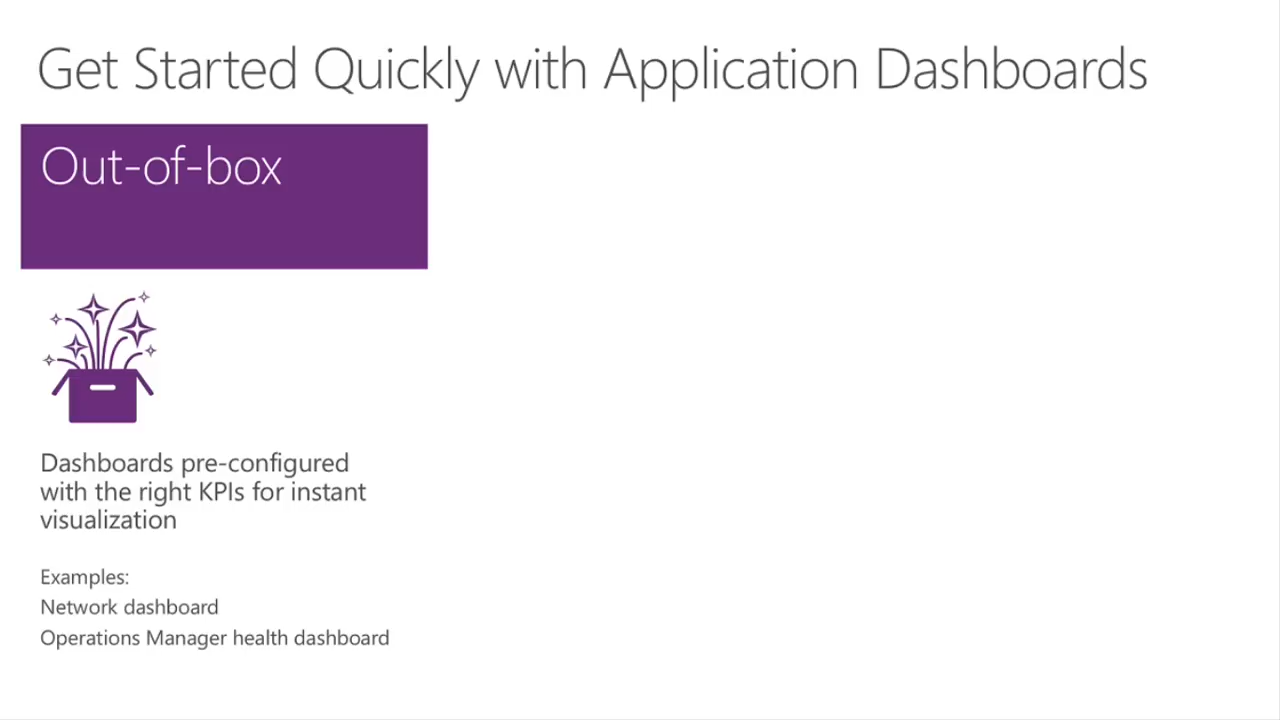 Get Started Quickly with Application Dashboards
Out-of-box
Dashboards pre-configured
with the right KPIs for instant
visualization
Examples:
Network dashboard
Operations Manager health dashboard